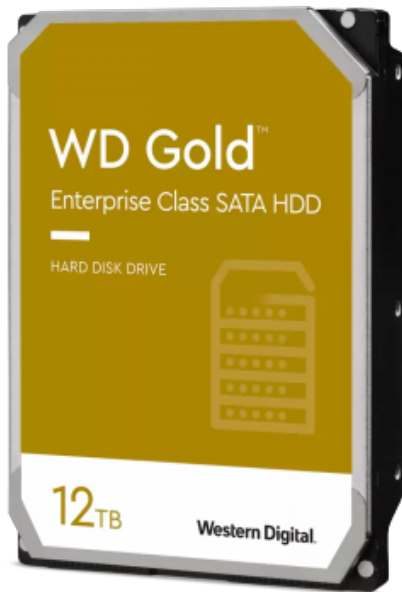 WD Gold™
Enterprise Class SATA HDD
HARD DISK DRIVE
12TB
Western Digital.